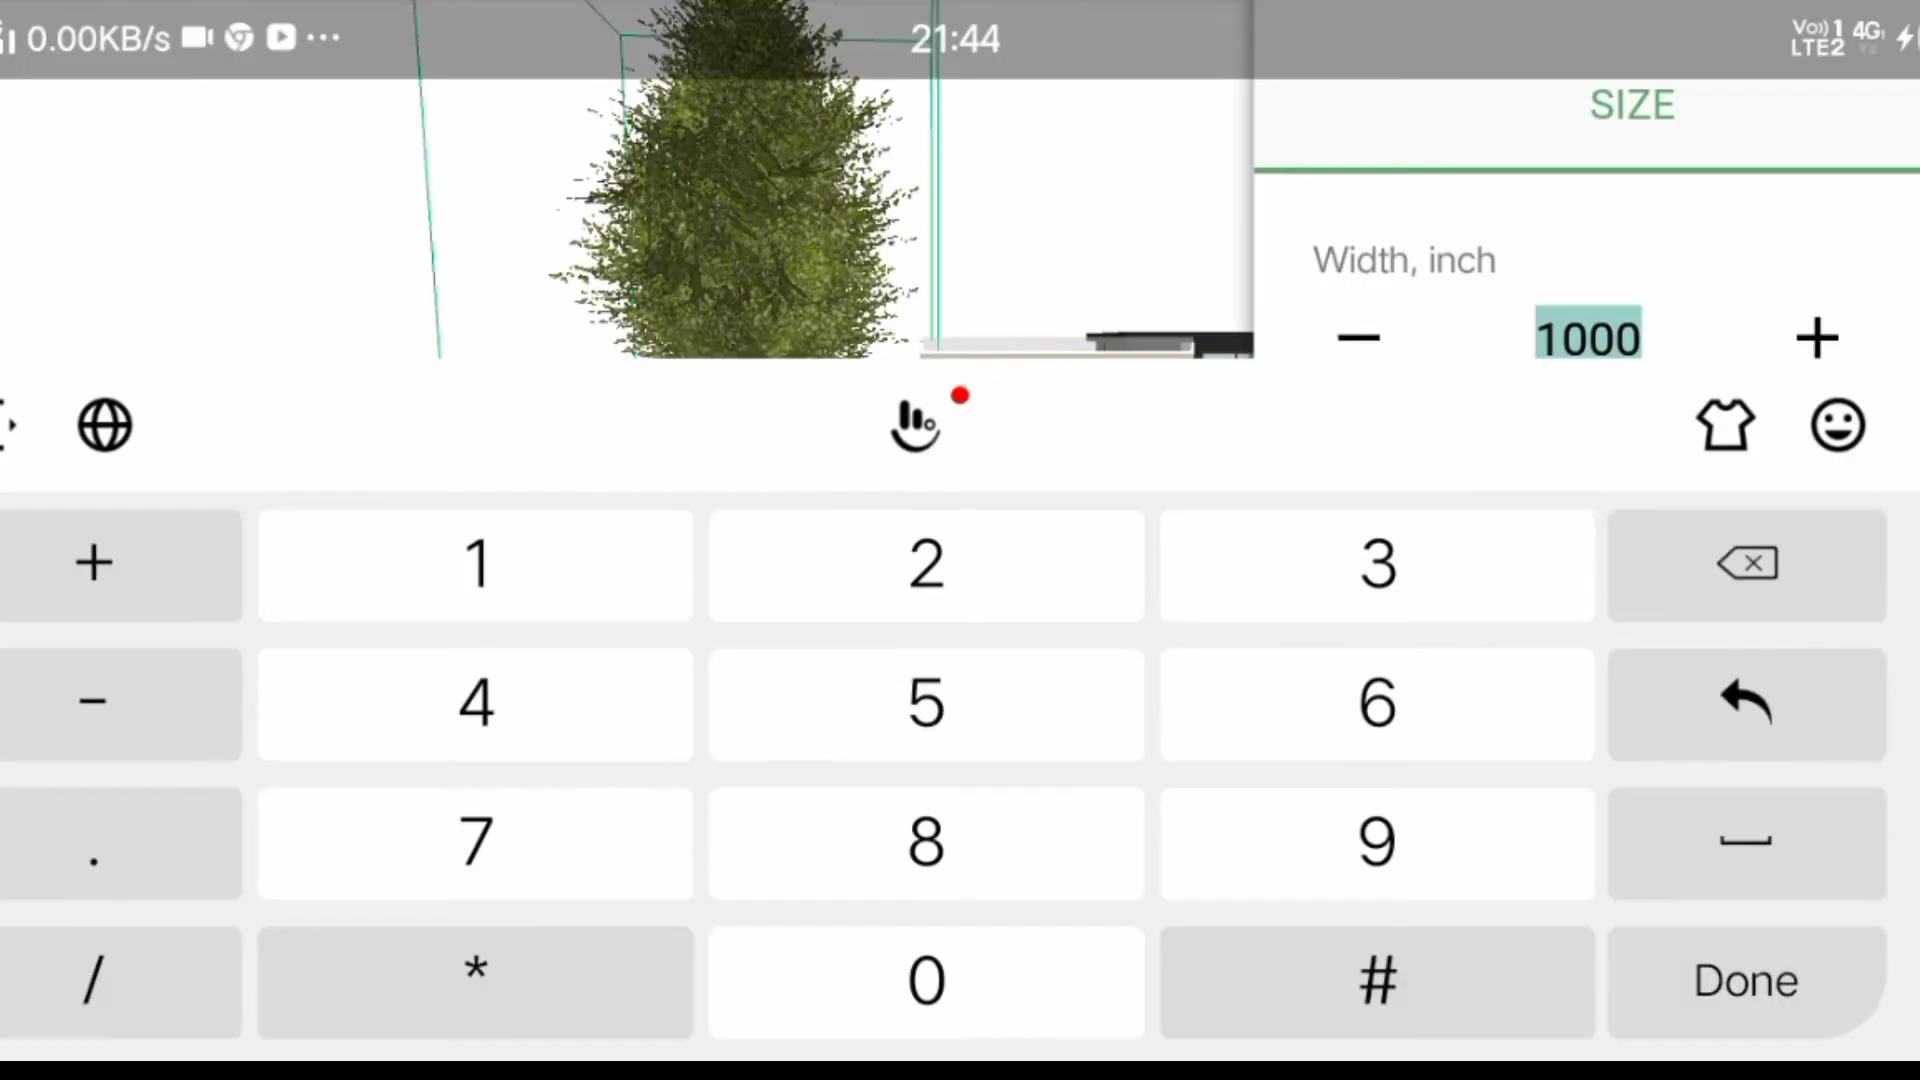 0.00KB/s
21:44
Vo)) 1 4G
LTE2
SIZE
Width, inch
− 1000 +
+ 1 2 3
- 4 5 6
. 7 8 9
/ * 0 # Done